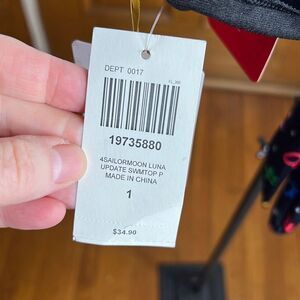 DEPT 0017
19735880
4SAILORMOON LUNA
UPDATE SWMTOP P
MADE IN CHINA
1
$34.90